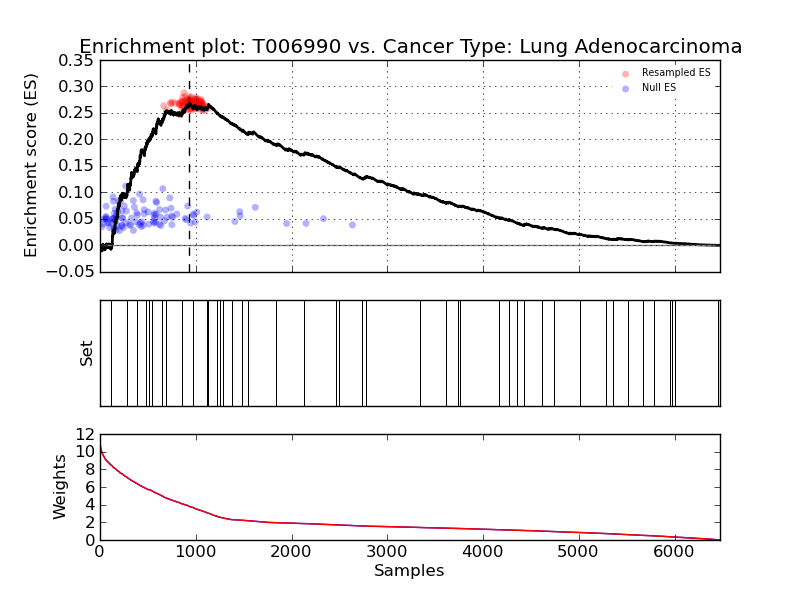 Enrichment plot: T006990 vs. Cancer Type: Lung Adenocarcinoma
0.35
0.30
0.25
0.20
0.15
0.10
0.05
0.00
−0.05
Enrichment score (ES)
Resampled ES
Null ES
Set
12
10
8
6
4
2
0
Weights
0 1000 2000 3000 4000 5000 6000
Samples